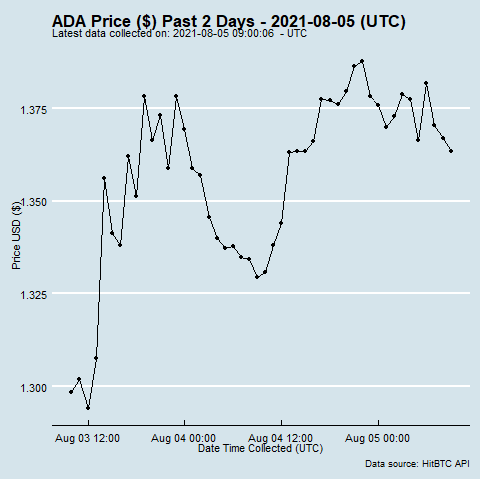 ADA Price ($) Past 2 Days - 2021-08-05 (UTC)
Latest data collected on: 2021-08-05 09:00:06 - UTC
1.375
1.350
1.325
1.300
Price USD ($)
Aug 03 12:00 Aug 04 00:00 Aug 04 12:00 Aug 05 00:00
Date Time Collected (UTC)
Data source: HitBTC API